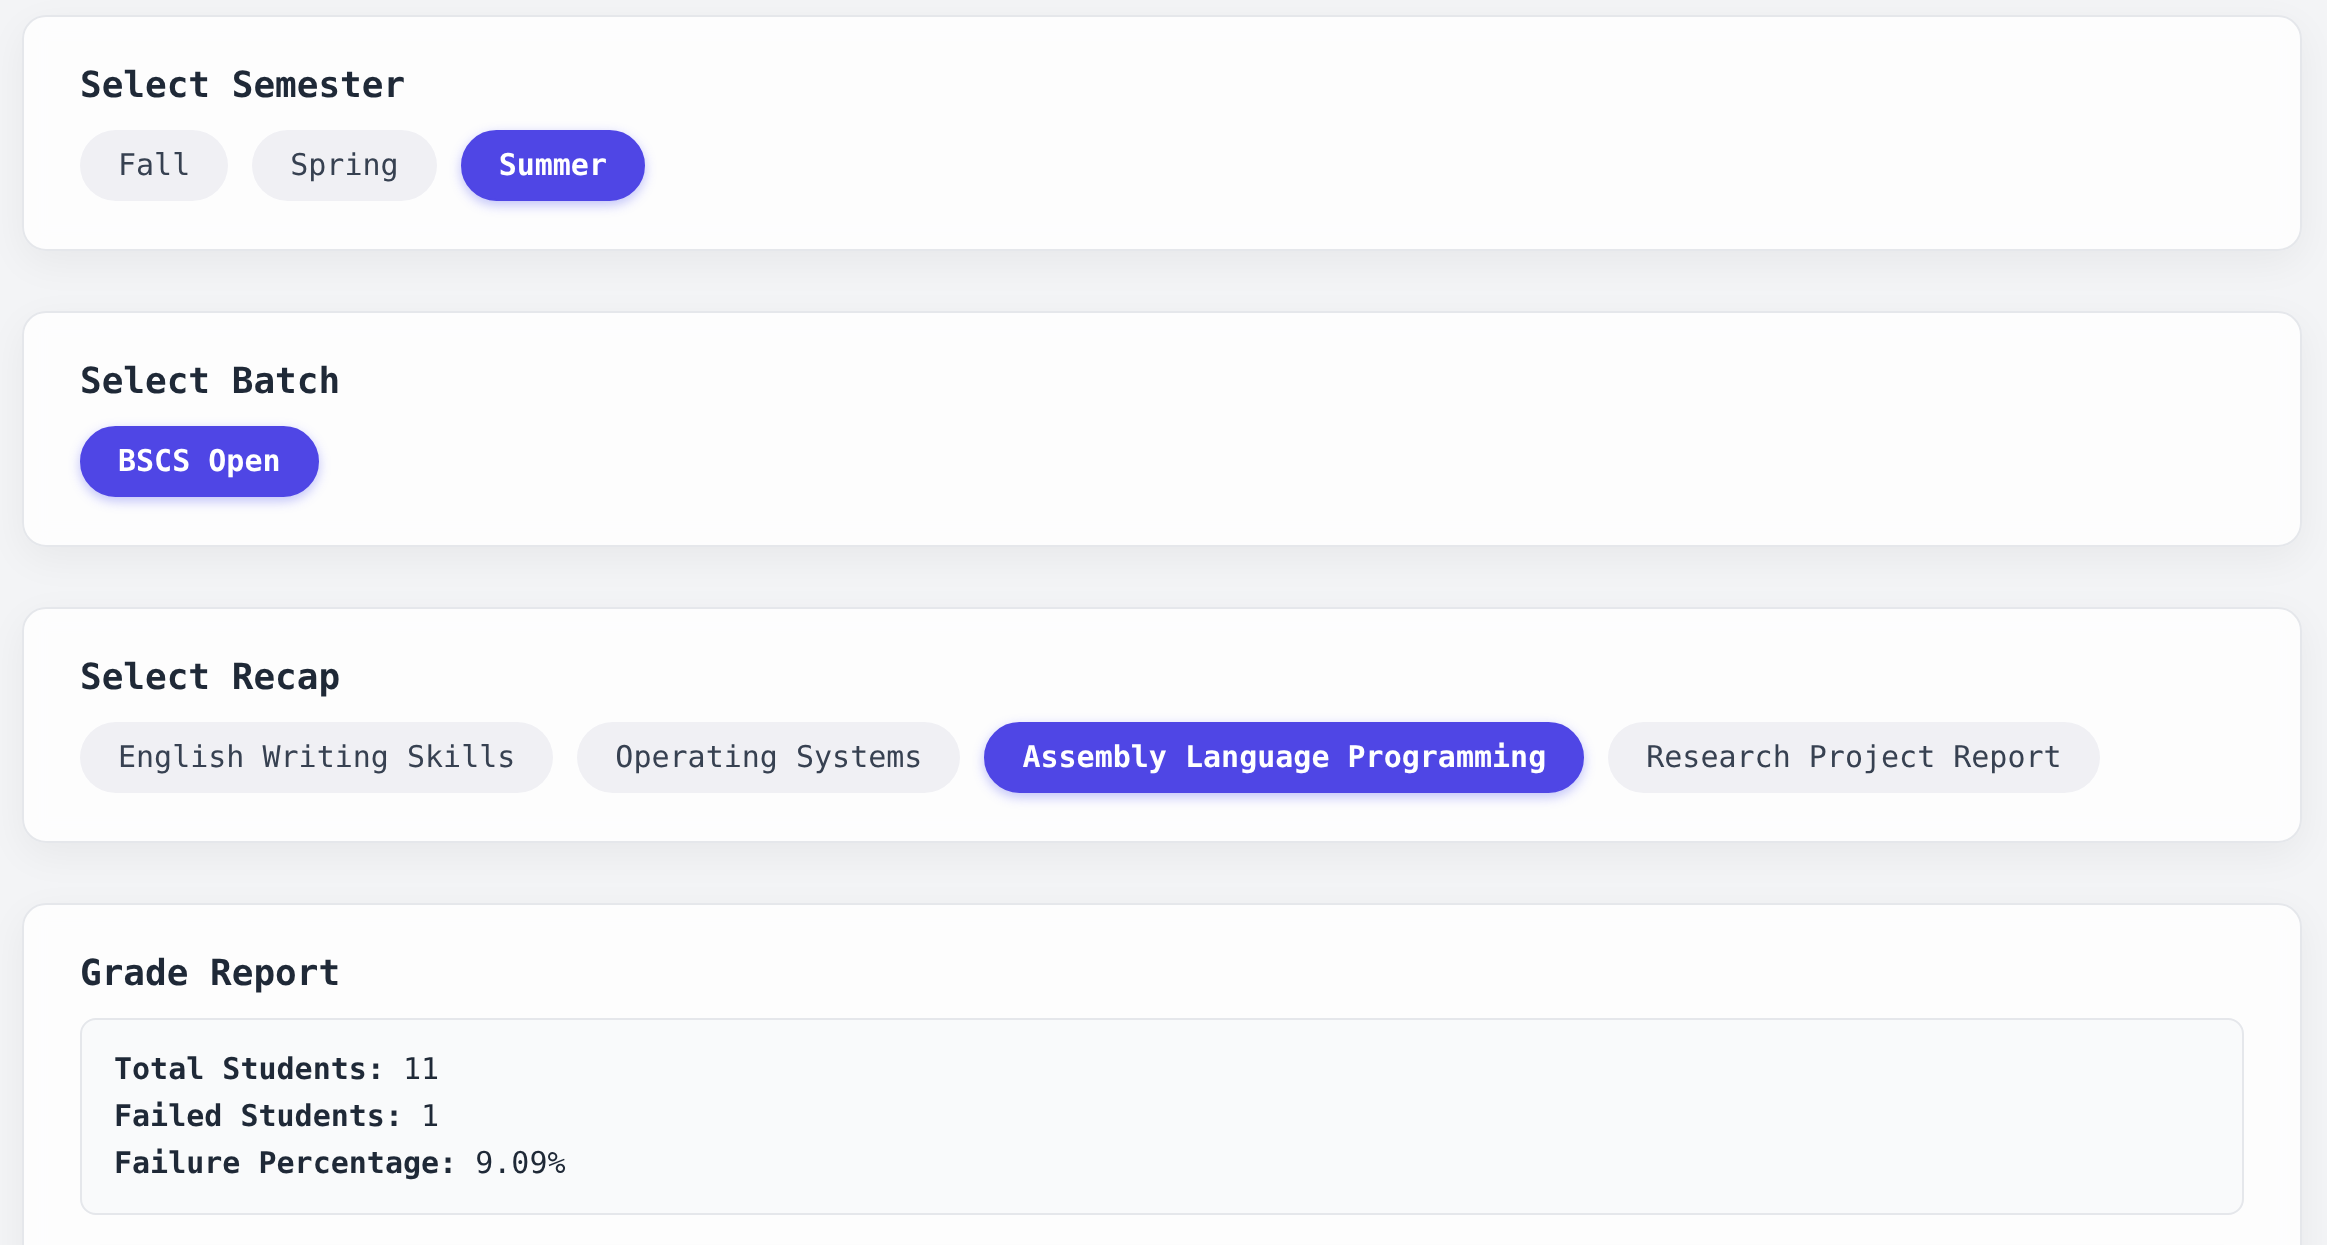 Select Semester
Fall Spring Summer
Select Batch
BSCS Open
Select Recap
English Writing Skills Operating Systems Assembly Language Programming Research Project Report
Grade Report
Total Students: 11
Failed Students: 1
Failure Percentage: 9.09%